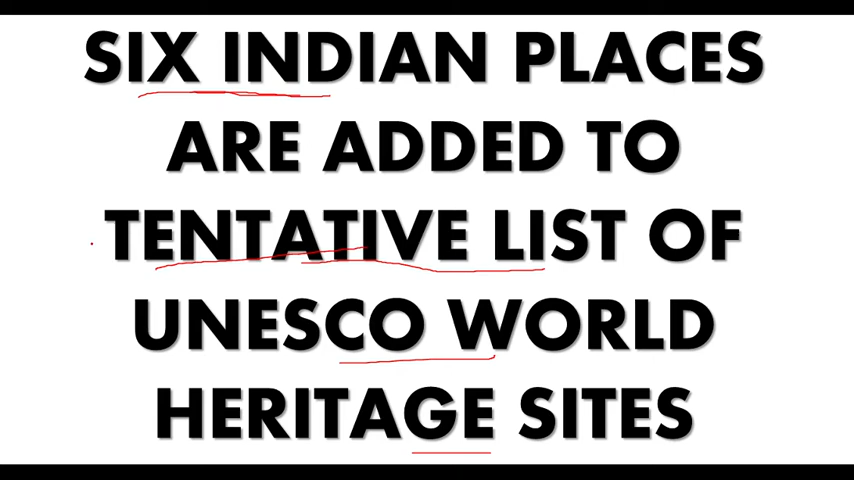 SIX INDIAN PLACES
ARE ADDED TO
TENTATIVE LIST OF
UNESCO WORLD
HERITAGE SITES